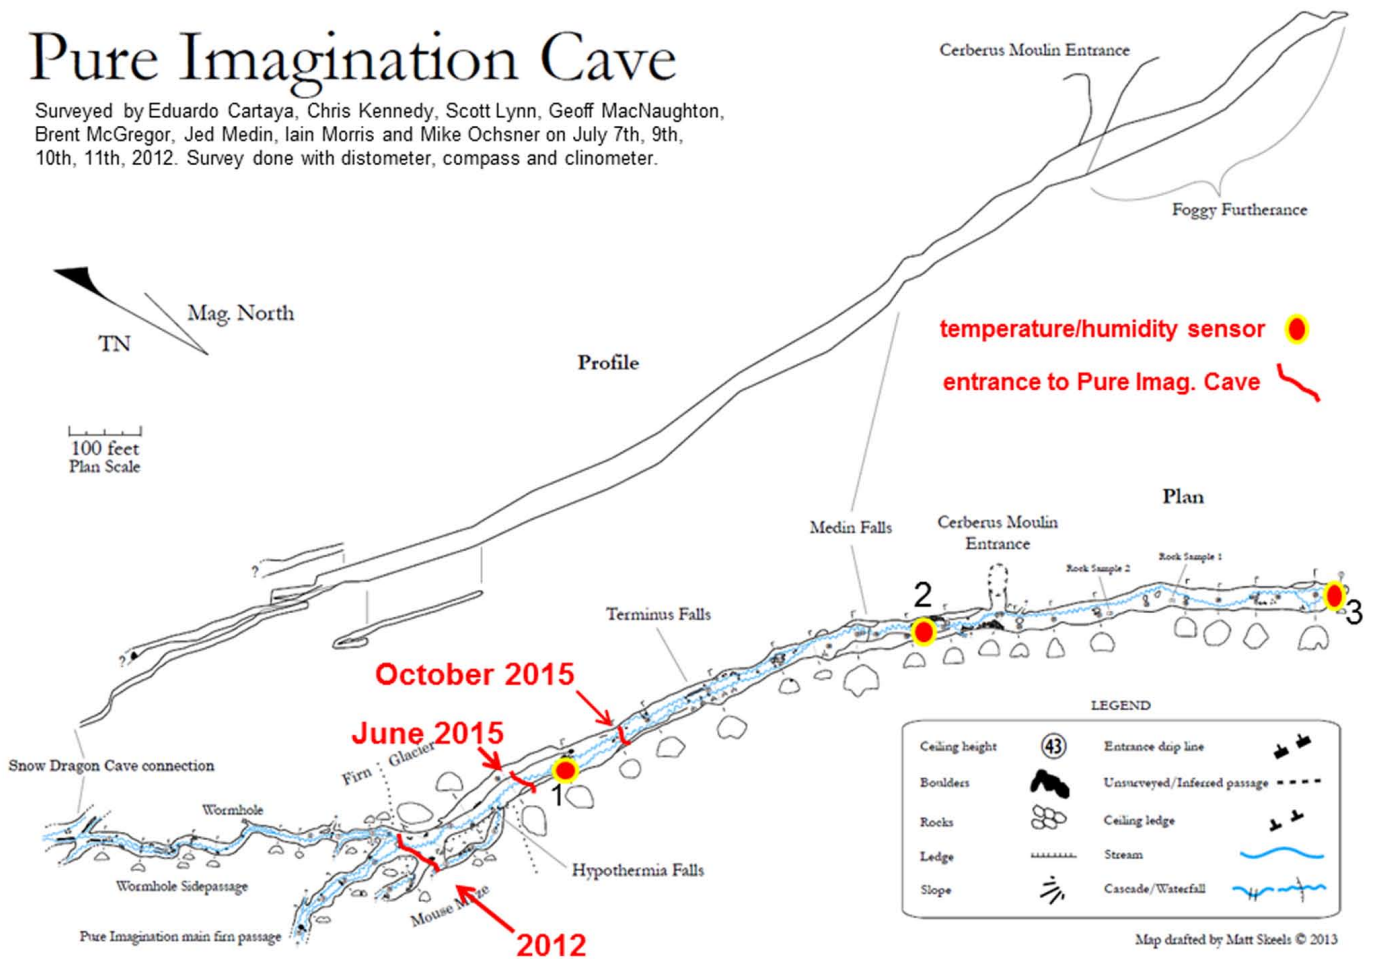 Pure Imagination Cave
Surveyed by Eduardo Cartaya, Chris Kennedy, Scott Lynn, Geoff MacNaughton,
Brent McGregor, Jed Medin, Iain Morris and Mike Ochsner on July 7th, 9th,
10th, 11th, 2012. Survey done with distometer, compass and clinometer.
Cerberus Moulin Entrance
Foggy Furtherance
Mag. North
TN
temperature/humidity sensor
Profile
entrance to Pure Imag. Cave
100 feet
Plan Scale
Plan
Medin Falls
Cerberus Moulin
Entrance
Rock Sample 2
Rock Sample 1
?
2
3
Terminus Falls
?
October 2015
June 2015
Firn
Glacier
1
Snow Dragon Cave connection
Wormhole
Hypothermia Falls
Wormhole Sidepassage
Mouse Maze
Pure Imagination main firn passage
2012
LEGEND
Ceiling height
43
Entrance drip line
Boulders
Unsurveyed/Inferred passage
Rocks
Ceiling ledge
Ledge
Stream
Slope
Cascade/Waterfall
Map drafted by Matt Skeels © 2013